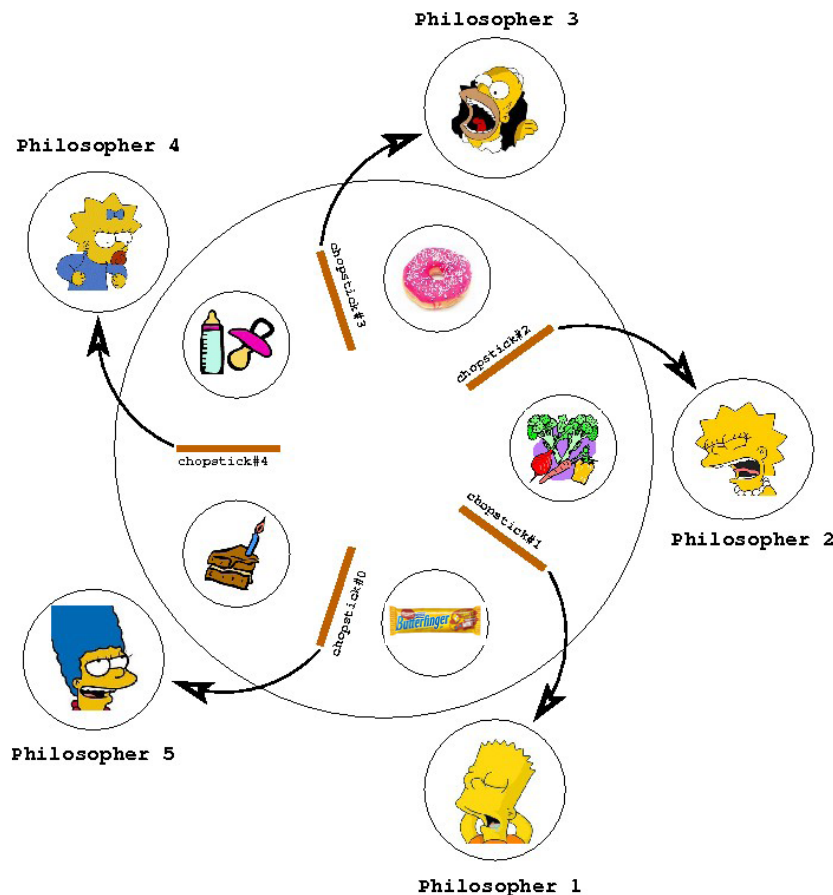 Philosopher 3
Philosopher 4
chopstick#3
chopstick#2
chopstick#4
chopstick#1
Philosopher 2
chopstick#0
Butterfinger
Philosopher 5
Philosopher 1